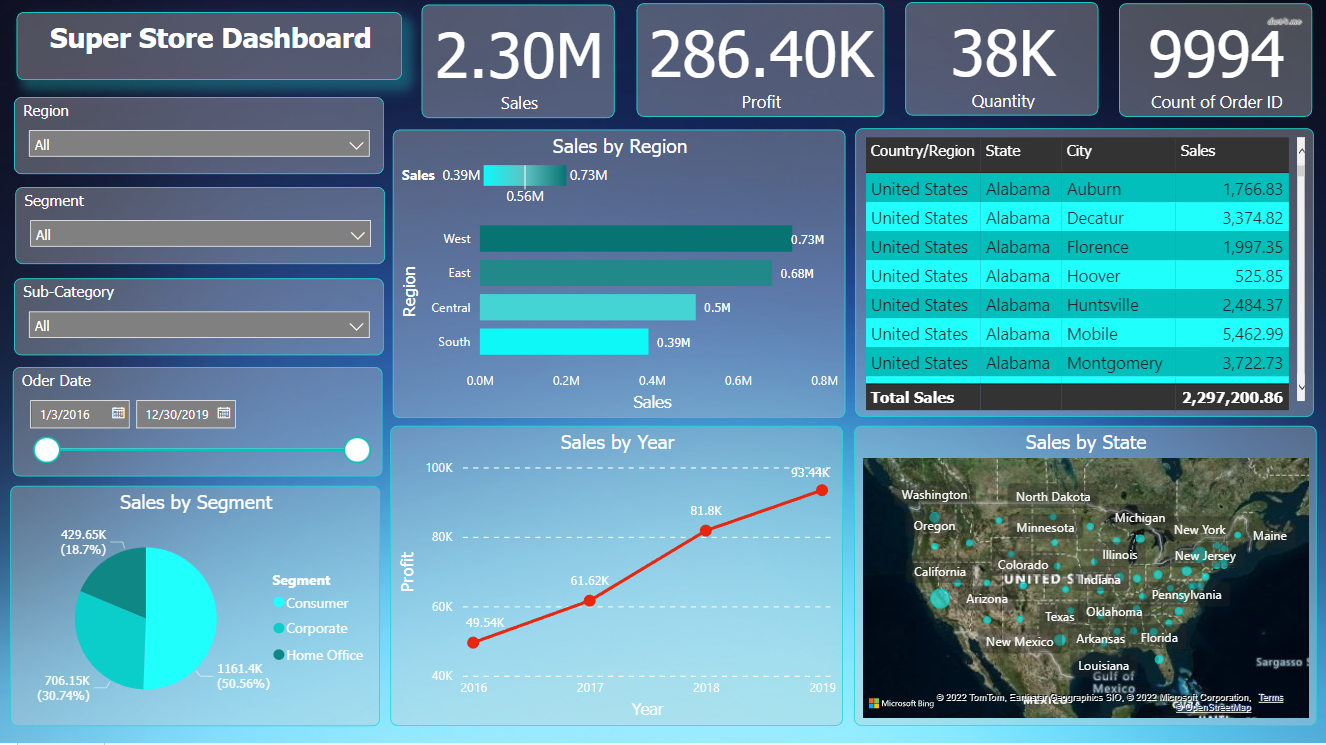 Super Store Dashboard
2.30M
Sales
286.40K
Profit
38K
Quantity
9994
Count of Order ID
Region
All
Segment
All
Sub-Category
All
Oder Date
1/3/2016
12/30/2019
Sales by Region
Sales 0.39M 0.73M
0.56M
Region
West 0.73M
East 0.68M
Central 0.5M
South 0.39M
0.0M 0.2M 0.4M 0.6M 0.8M
Sales
Country/Region State City Sales
United States Alabama Auburn 1,766.83
United States Alabama Decatur 3,374.82
United States Alabama Florence 1,997.35
United States Alabama Hoover 525.85
United States Alabama Huntsville 2,484.37
United States Alabama Mobile 5,462.99
United States Alabama Montgomery 3,722.73
Total Sales 2,297,200.86
Sales by Segment
429.65K
(18.7%)
706.15K
(30.74%)
1161.4K
(50.56%)
Segment
Consumer
Corporate
Home Office
Sales by Year
Profit
100K
80K
60K
40K
49.54K
61.62K
81.8K
93.44K
2016 2017 2018 2019
Year
Sales by State
Washington
North Dakota
Oregon
Minnesota
Michigan
New York
Maine
Illinois
New Jersey
California
Colorado
UNITED
Indiana
Arizona
Pennsylvania
Texas
Oklahoma
New Mexico
Arkansas
Florida
Louisiana
Gulf of
Mexico
Sargasso
Microsoft Bing
© 2022 TomTom, Earthstar Geographics SIO, © 2022 Microsoft Corporation, Terms
© OpenStreetMap